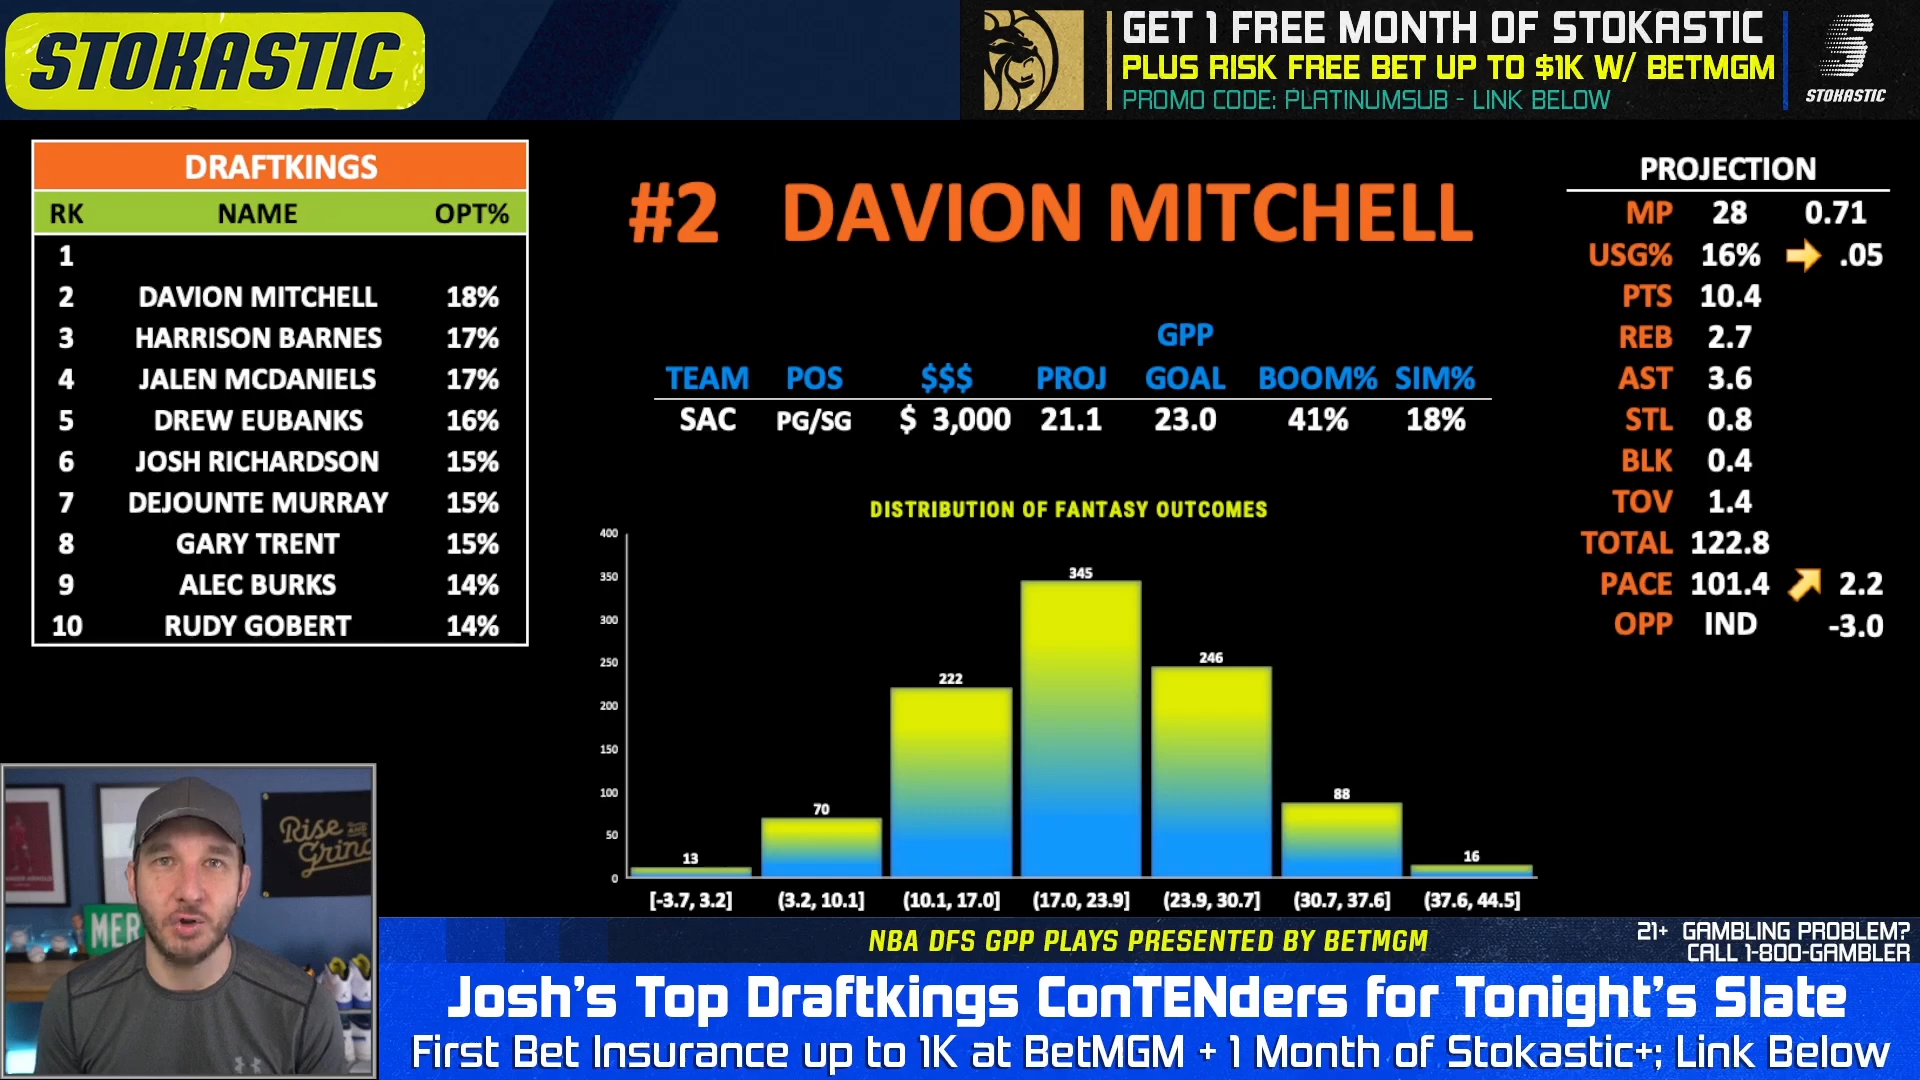 STOKASTIC
GET 1 FREE MONTH OF STOKASTIC
PLUS RISK FREE BET UP TO $1K W/ BETMGM
PROMO CODE: PLATINUMSUB - LINK BELOW
STOKASTIC
DRAFTKINGS
RK NAME OPT%
1
2 DAVION MITCHELL 18%
3 HARRISON BARNES 17%
4 JALEN MCDANIELS 17%
5 DREW EUBANKS 16%
6 JOSH RICHARDSON 15%
7 DEJOUNTE MURRAY 15%
8 GARY TRENT 15%
9 ALEC BURKS 14%
10 RUDY GOBERT 14%
#2 DAVION MITCHELL
GPP
TEAM POS $$$ PROJ GOAL BOOM% SIM%
SAC PG/SG $ 3,000 21.1 23.0 41% 18%
DISTRIBUTION OF FANTASY OUTCOMES
400
350
300
250
200
150
100
50
0
13
70
222
345
246
88
16
[-3.7, 3.2] (3.2, 10.1] (10.1, 17.0] (17.0, 23.9] (23.9, 30.7] (30.7, 37.6] (37.6, 44.5]
PROJECTION
MP 28 0.71
USG% 16% .05
PTS 10.4
REB 2.7
AST 3.6
STL 0.8
BLK 0.4
TOV 1.4
TOTAL 122.8
PACE 101.4 2.2
OPP IND -3.0
Rise
AND
Grind
MER
NBA DFS GPP PLAYS PRESENTED BY BETMGM
21+ GAMBLING PROBLEM?
CALL 1-800-GAMBLER
Josh's Top Draftkings ConTENders for Tonight's Slate
First Bet Insurance up to 1K at BetMGM + 1 Month of Stokastic+; Link Below